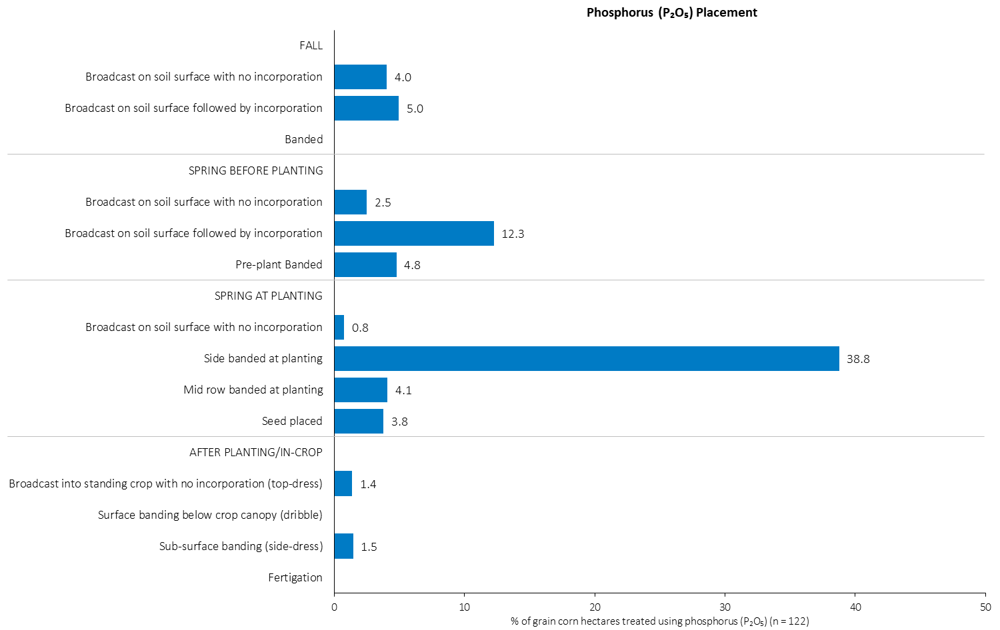 Phosphorus (P₂O₅) Placement
FALL
Broadcast on soil surface with no incorporation 4.0
Broadcast on soil surface followed by incorporation 5.0
Banded
SPRING BEFORE PLANTING
Broadcast on soil surface with no incorporation 2.5
Broadcast on soil surface followed by incorporation 12.3
Pre-plant Banded 4.8
SPRING AT PLANTING
Broadcast on soil surface with no incorporation 0.8
Side banded at planting 38.8
Mid row banded at planting 4.1
Seed placed 3.8
AFTER PLANTING/IN-CROP
Broadcast into standing crop with no incorporation (top-dress) 1.4
Surface banding below crop canopy (dribble)
Sub-surface banding (side-dress) 1.5
Fertigation
0 10 20 30 40 50
% of grain corn hectares treated using phosphorus (P₂O₅) (n = 122)